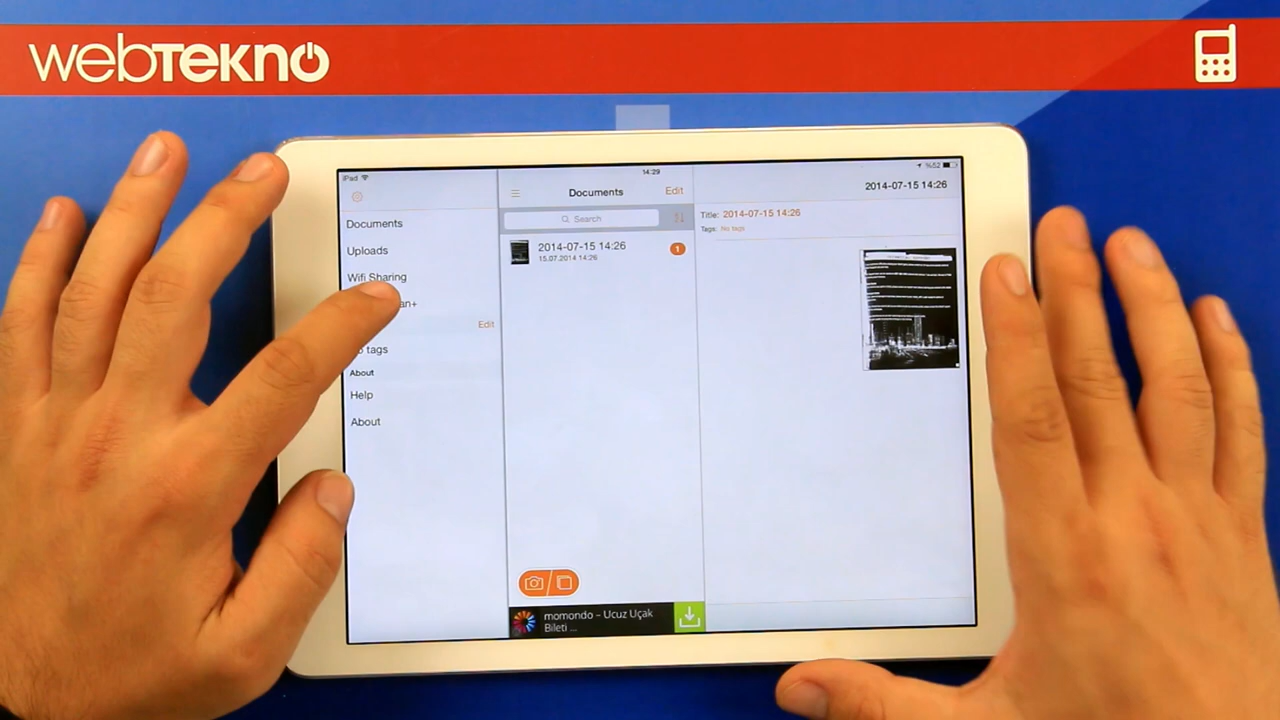 webTEKNO
iPad
14:29
%52
Documents
Uploads
Wifi Sharing
an+
Edit
tags
About
Help
About
Documents
Edit
Search
2014-07-15 14:26
15.07.2014 14:26
1
momondo - Ucuz Uçak
Bileti ...
2014-07-15 14:26
Title: 2014-07-15 14:26
Tags: No tags